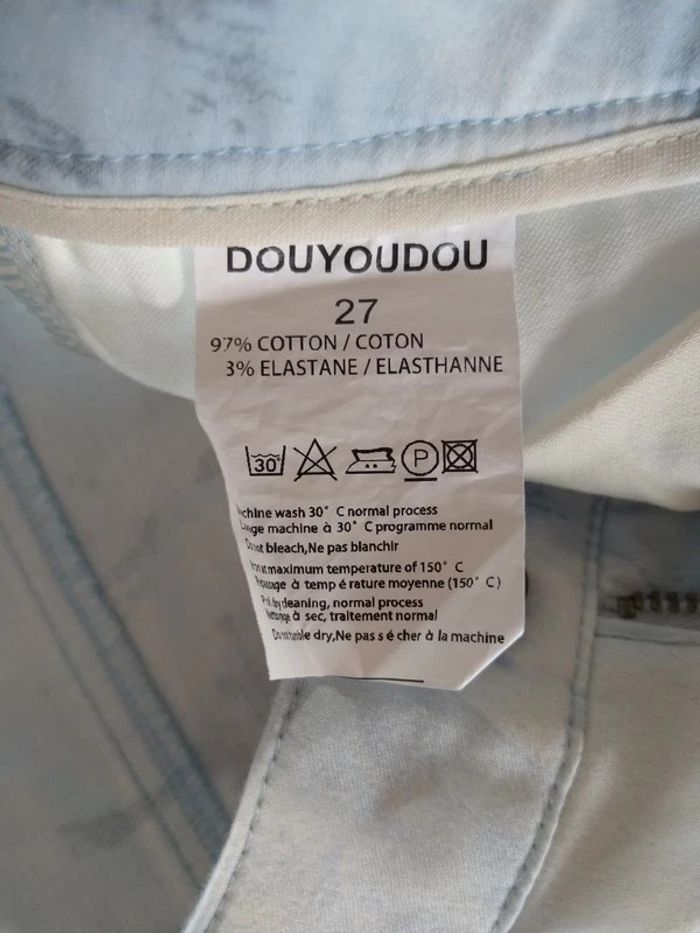 DOUYOUDOU
27
97% COTTON / COTON
3% ELASTANE / ELASTHANNE
30° P
chine wash 30° C normal process
machine à 30° C programme normal
bleach,Ne pas blanchir
maximum temperature of 150° C
à temp é rature moyenne (150° C)
cleaning, normal process
à sec, traitement normal
dry,Ne pas s é cher à la machine